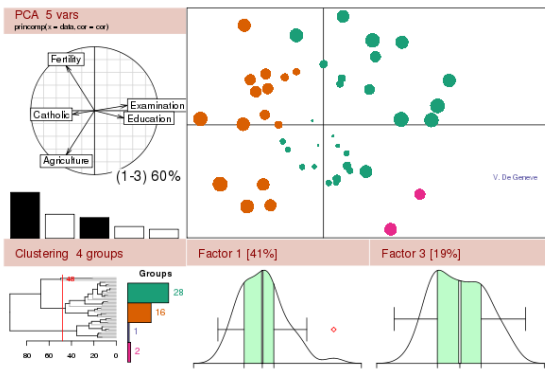 PCA 5 vars
princomp(x = data, cor = cor)
Fertility
Catholic
Examination
Education
Agriculture
(1-3) 60%
V. De Geneve
Clustering 4 groups
Factor 1 [41%]
Factor 3 [19%]
Groups
48
28
16
1
2
80 60 40 20 0